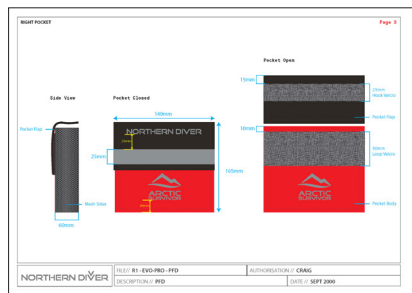 RIGHT POCKET
Page 9
Pocket Open
Side View
Pocket Closed
140mm
15mm
25mm
Hook Velcro
Pocket Flap
Pocket Flap
NORTHERN DIVER
10mm
25mm
165mm
50mm
Loop Velcro
ARCTIC
SURVIVOR
ARCTIC
SURVIVOR
Mesh Sides
Pocket Body
60mm
NORTHERN DIVER
FILE// R1 - EVO-PRO - PFD
AUTHORISATION // CRAIG
DESCRIPTION // PFD
DATE // SEPT 2000